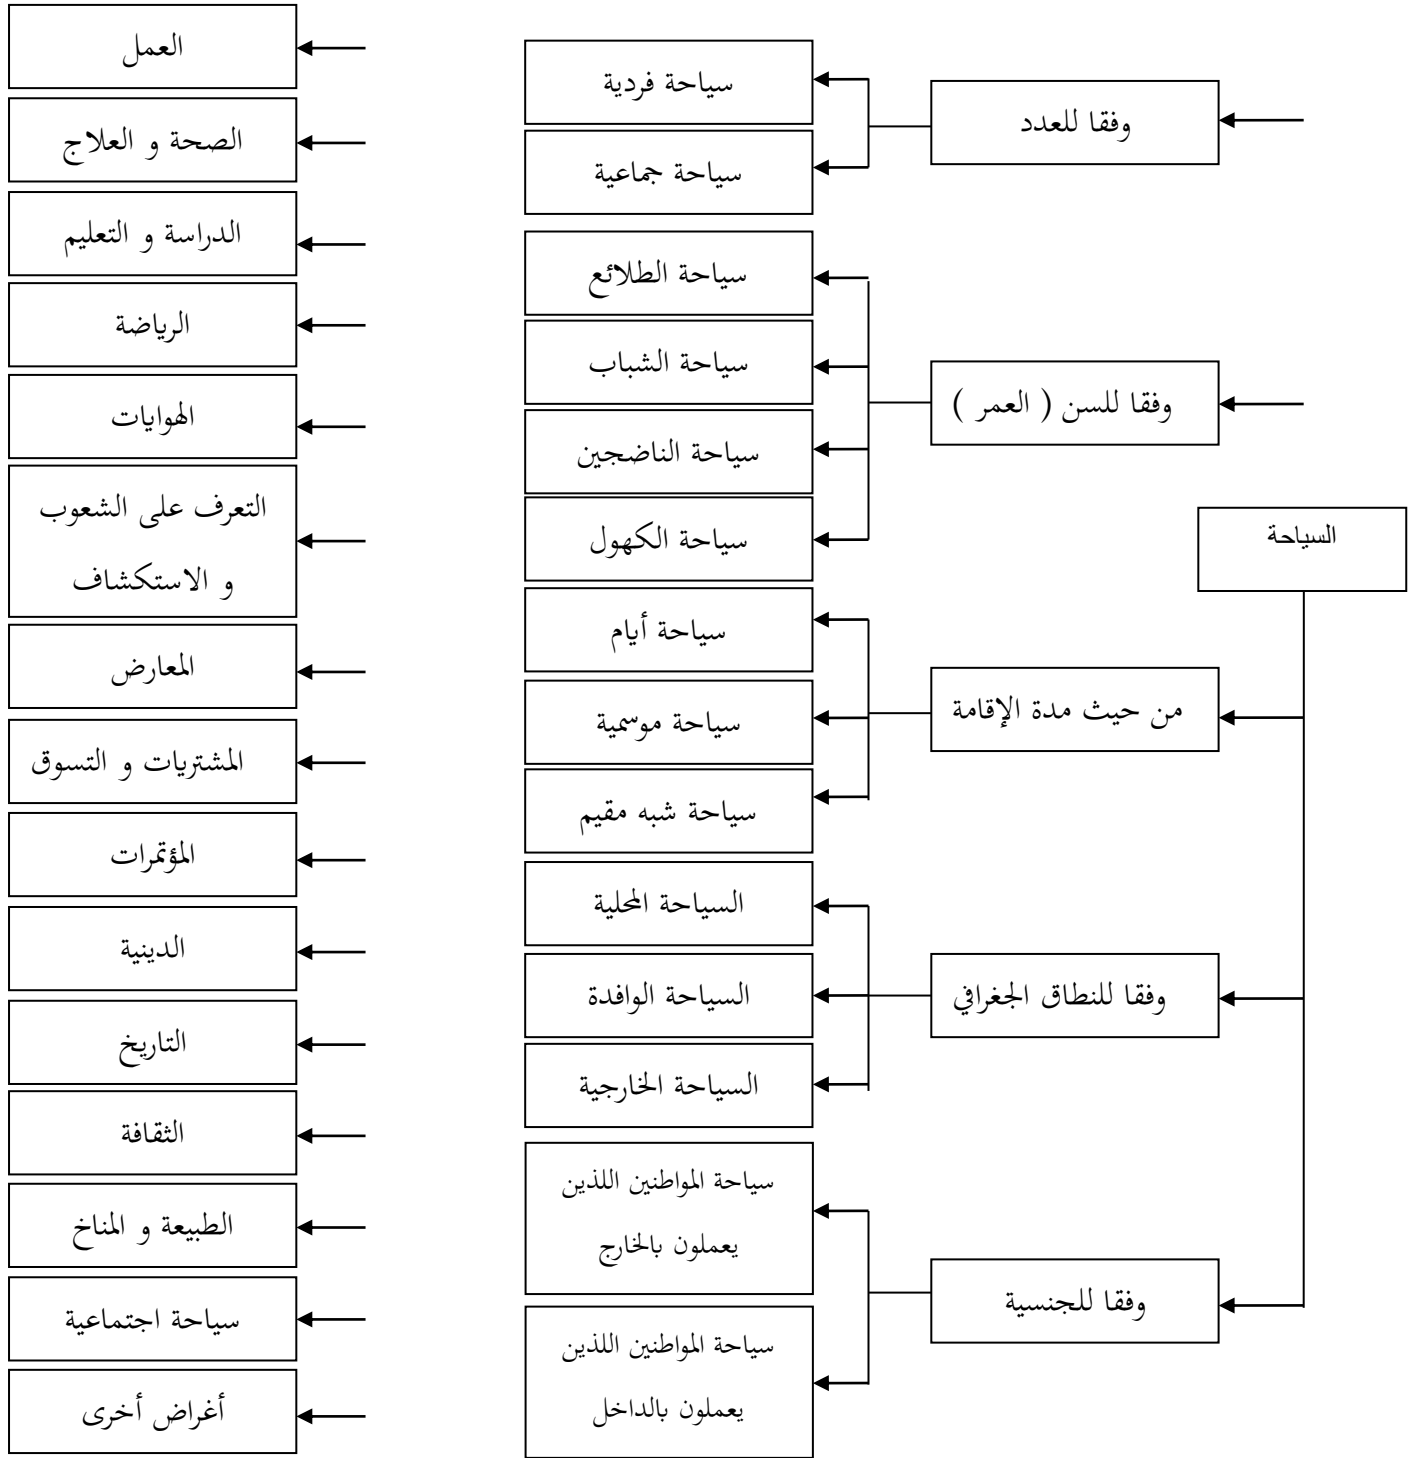 السياحة
وفقا للعدد
سياحة فردية
سياحة جماعية
وفقا للسن ( العمر )
سياحة الطلائع
سياحة الشباب
سياحة الناضجين
سياحة الكهول
من حيث مدة الإقامة
سياحة أيام
سياحة موسمية
سياحة شبه مقيم
وفقا للنطاق الجغرافي
السياحة المحلية
السياحة الوافدة
السياحة الخارجية
وفقا للجنسية
سياحة المواطنين اللذين
يعملون بالخارج
سياحة المواطنين اللذين
يعملون بالداخل
العمل
الصحة و العلاج
الدراسة و التعليم
الرياضة
الهوايات
التعرف على الشعوب
و الاستكشاف
المعارض
المشتريات و التسوق
المؤتمرات
الدينية
التاريخ
الثقافة
الطبيعة و المناخ
سياحة اجتماعية
أغراض أخرى